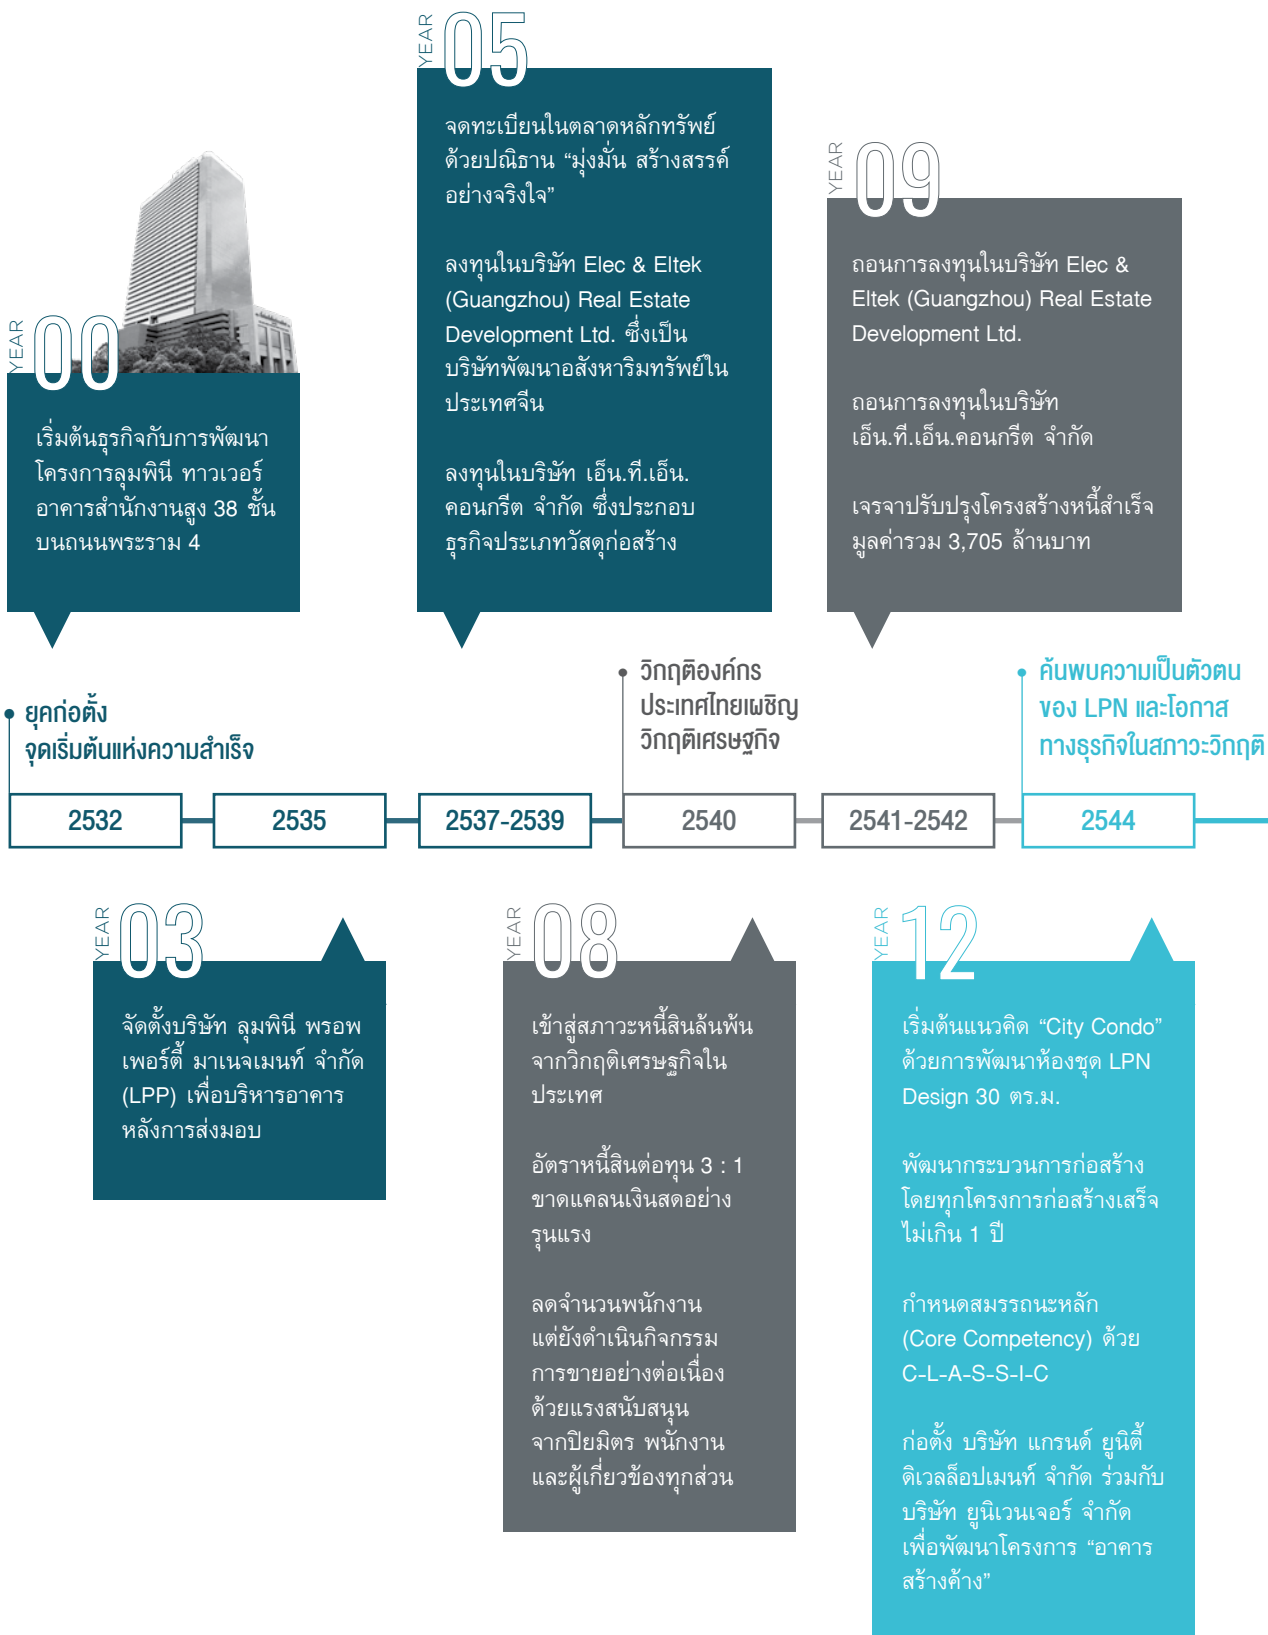 YEAR 00
เริ่มต้นธุรกิจกับการพัฒนา
โครงการลุมพินี ทาวเวอร์
อาคารสำนักงานสูง 38 ชั้น
บนถนนพระราม 4
YEAR 05
จดทะเบียนในตลาดหลักทรัพย์
ด้วยปณิธาน “มุ่งมั่น สร้างสรรค์
อย่างจริงใจ”
ลงทุนในบริษัท Elec & Eltek
(Guangzhou) Real Estate
Development Ltd. ซึ่งเป็น
บริษัทพัฒนาอสังหาริมทรัพย์ใน
ประเทศจีน
ลงทุนในบริษัท เอ็น.ที.เอ็น.
คอนกรีต จำกัด ซึ่งประกอบ
ธุรกิจประเภทวัสดุก่อสร้าง
YEAR 09
ถอนการลงทุนในบริษัท Elec &
Eltek (Guangzhou) Real Estate
Development Ltd.
ถอนการลงทุนในบริษัท
เอ็น.ที.เอ็น.คอนกรีต จำกัด
เจรจาปรับปรุงโครงสร้างหนี้สำเร็จ
มูลค่ารวม 3,705 ล้านบาท
ยุคก่อตั้ง
จุดเริ่มต้นแห่งความสำเร็จ
วิกฤติองค์กร
ประเทศไทยเผชิญ
วิกฤติเศรษฐกิจ
ค้นพบความเป็นตัวตน
ของ LPN และโอกาส
ทางธุรกิจในสภาวะวิกฤติ
2532
2535
2537-2539
2540
2541-2542
2544
YEAR 03
จัดตั้งบริษัท ลุมพินี พรอพ
เพอร์ตี้ มาเนจเมนท์ จำกัด
(LPP) เพื่อบริหารอาคาร
หลังการส่งมอบ
YEAR 08
เข้าสู่สภาวะหนี้สินล้นพ้น
จากวิกฤติเศรษฐกิจใน
ประเทศ
อัตราหนี้สินต่อทุน 3 : 1
ขาดแคลนเงินสดอย่าง
รุนแรง
ลดจำนวนพนักงาน
แต่ยังดำเนินกิจกรรม
การขายอย่างต่อเนื่อง
ด้วยแรงสนับสนุน
จากปิยมิตร พนักงาน
และผู้เกี่ยวข้องทุกส่วน
YEAR 12
เริ่มต้นแนวคิด “City Condo”
ด้วยการพัฒนาห้องชุด LPN
Design 30 ตร.ม.
พัฒนากระบวนการก่อสร้าง
โดยทุกโครงการก่อสร้างเสร็จ
ไม่เกิน 1 ปี
กำหนดสมรรถนะหลัก
(Core Competency) ด้วย
C-L-A-S-S-I-C
ก่อตั้ง บริษัท แกรนด์ ยูนิตี้
ดิเวลล็อปเมนท์ จำกัด ร่วมกับ
บริษัท ยูนิเวนเจอร์ จำกัด
เพื่อพัฒนาโครงการ “อาคาร
สร้างค้าง”